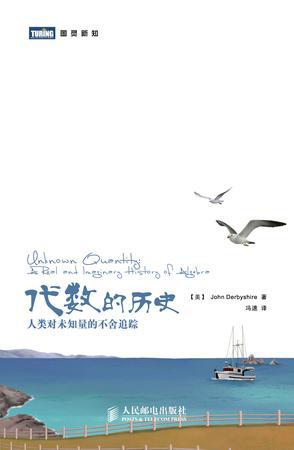 TURING 图灵新知
Unknown Quantity:
A Real and Imaginary History of Algebra
代数的历史
人类对未知量的不舍追踪
【美】 John Derbyshire 著
冯速 译
人民邮电出版社
POSTS & TELECOM PRESS